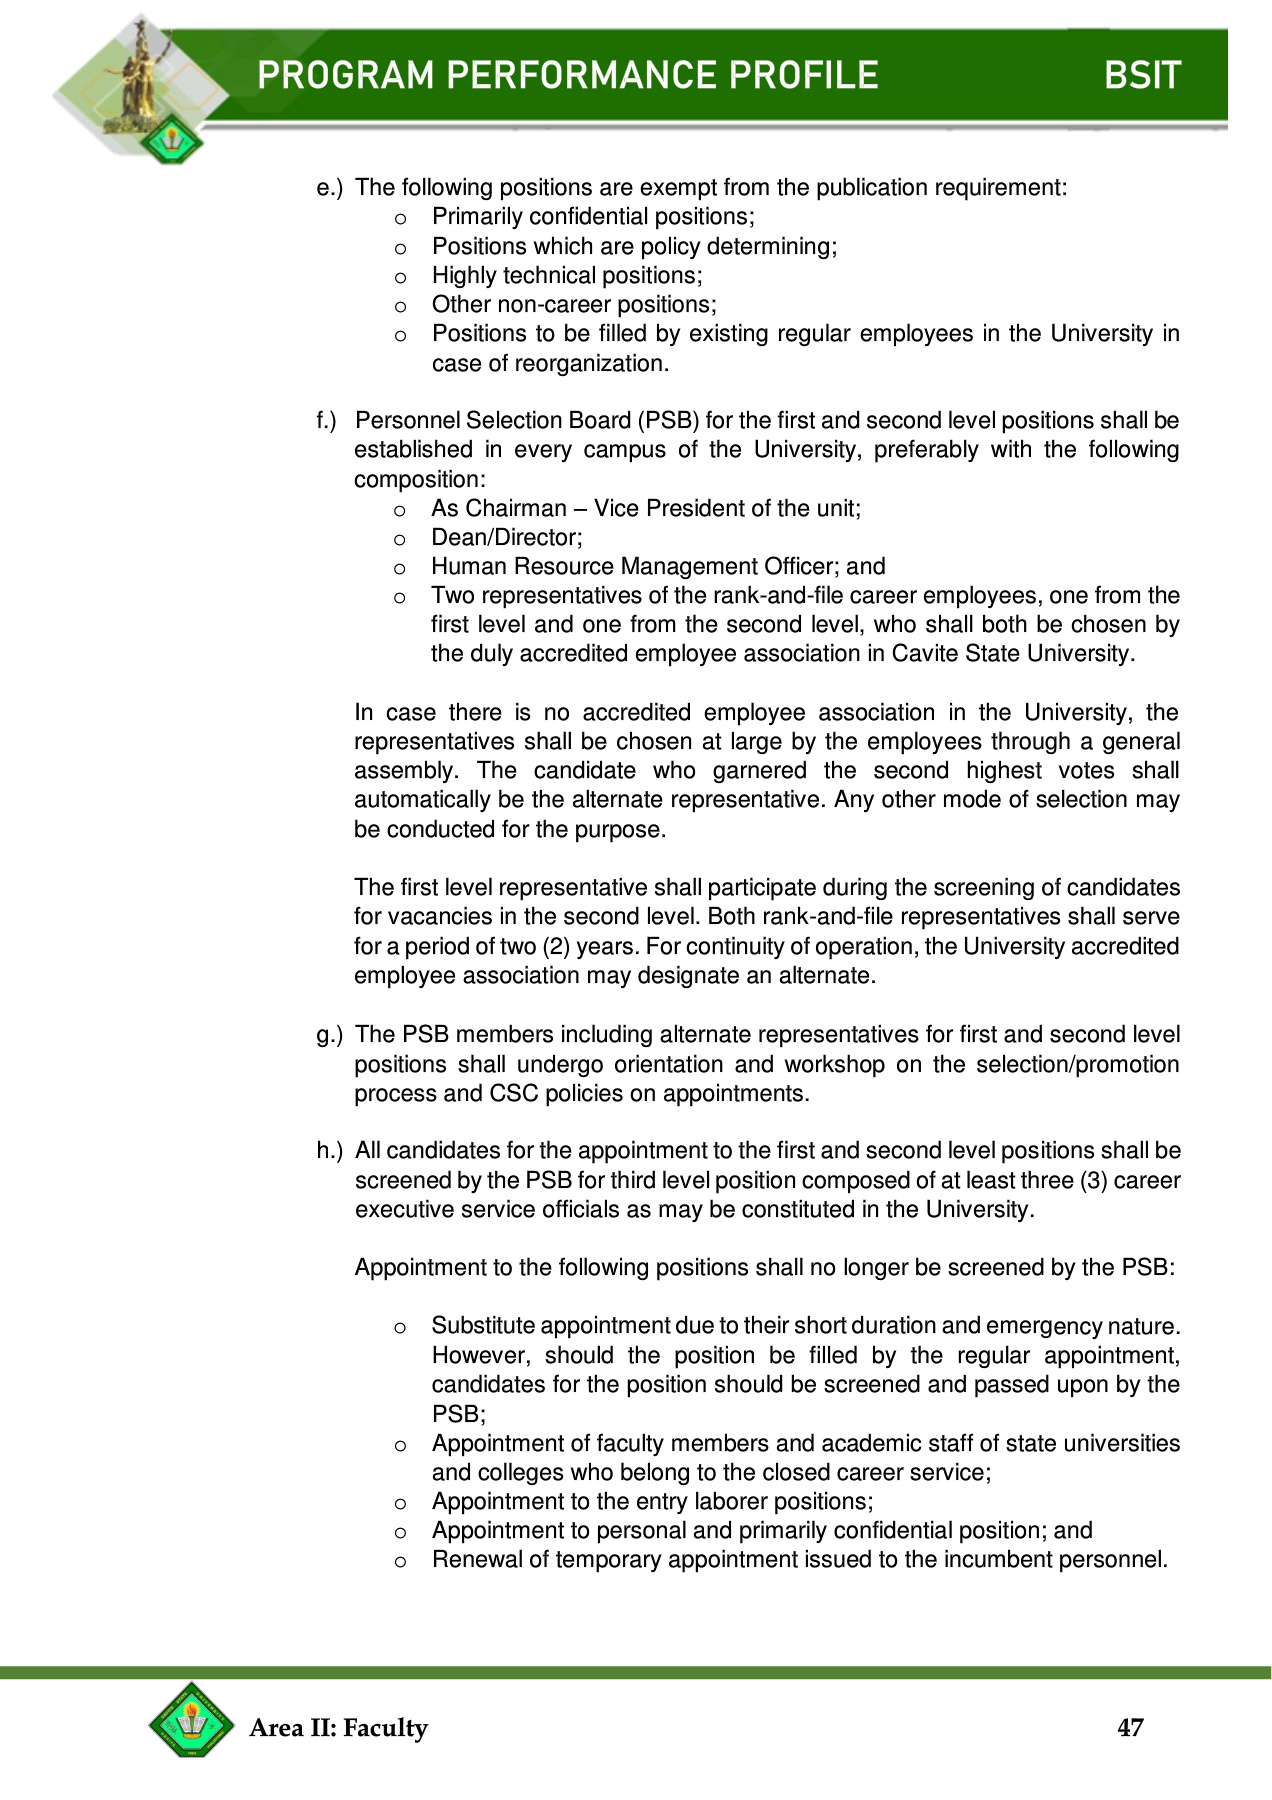 PROGRAM PERFORMANCE PROFILE BSIT
e.) The following positions are exempt from the publication requirement:
o Primarily confidential positions;
o Positions which are policy determining;
o Highly technical positions;
o Other non-career positions;
o Positions to be filled by existing regular employees in the University in
case of reorganization.
f.) Personnel Selection Board (PSB) for the first and second level positions shall be
established in every campus of the University, preferably with the following
composition:
o As Chairman – Vice President of the unit;
o Dean/Director;
o Human Resource Management Officer; and
o Two representatives of the rank-and-file career employees, one from the
first level and one from the second level, who shall both be chosen by
the duly accredited employee association in Cavite State University.
In case there is no accredited employee association in the University, the
representatives shall be chosen at large by the employees through a general
assembly. The candidate who garnered the second highest votes shall
automatically be the alternate representative. Any other mode of selection may
be conducted for the purpose.
The first level representative shall participate during the screening of candidates
for vacancies in the second level. Both rank-and-file representatives shall serve
for a period of two (2) years. For continuity of operation, the University accredited
employee association may designate an alternate.
g.) The PSB members including alternate representatives for first and second level
positions shall undergo orientation and workshop on the selection/promotion
process and CSC policies on appointments.
h.) All candidates for the appointment to the first and second level positions shall be
screened by the PSB for third level position composed of at least three (3) career
executive service officials as may be constituted in the University.
Appointment to the following positions shall no longer be screened by the PSB:
o Substitute appointment due to their short duration and emergency nature.
However, should the position be filled by the regular appointment,
candidates for the position should be screened and passed upon by the
PSB;
o Appointment of faculty members and academic staff of state universities
and colleges who belong to the closed career service;
o Appointment to the entry laborer positions;
o Appointment to personal and primarily confidential position; and
o Renewal of temporary appointment issued to the incumbent personnel.
Area II: Faculty 47